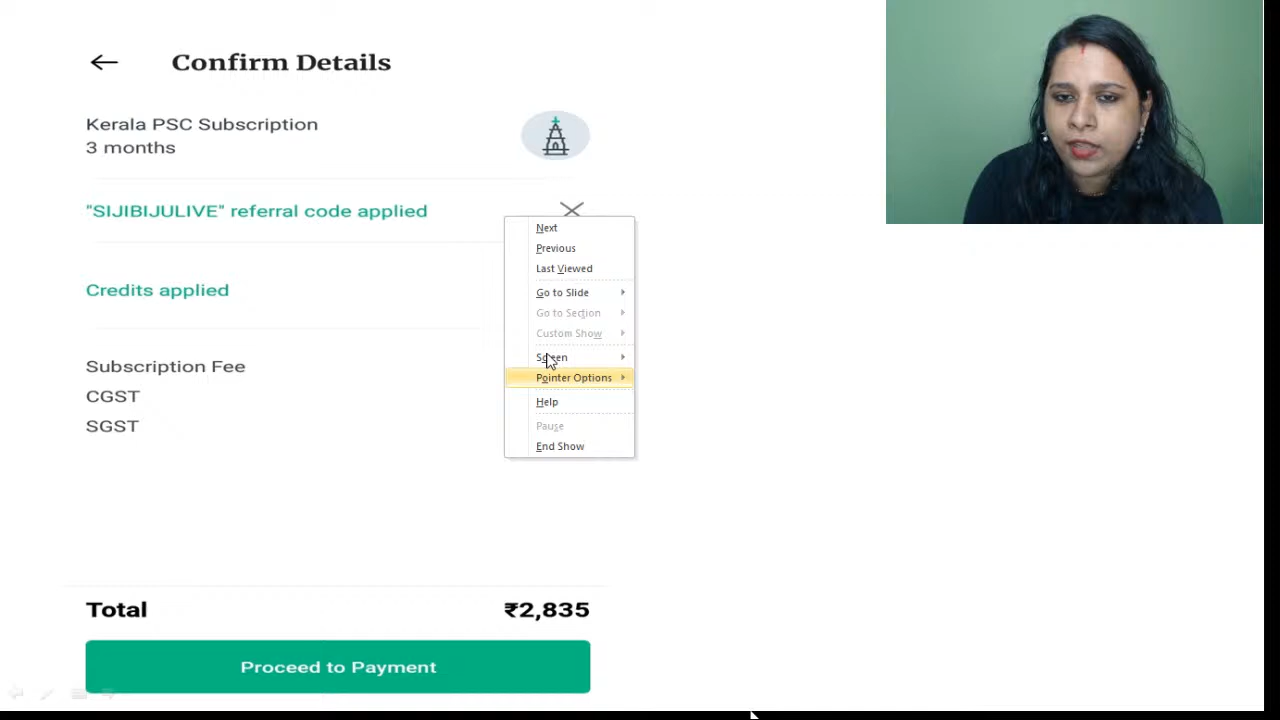 Confirm Details
Kerala PSC Subscription
3 months
"SIJIBIJULIVE" referral code applied
Credits applied
Subscription Fee
CGST
SGST
Next
Previous
Last Viewed
Go to Slide
Go to Section
Custom Show
Screen
Pointer Options
Help
Pause
End Show
Total ₹2,835
Proceed to Payment